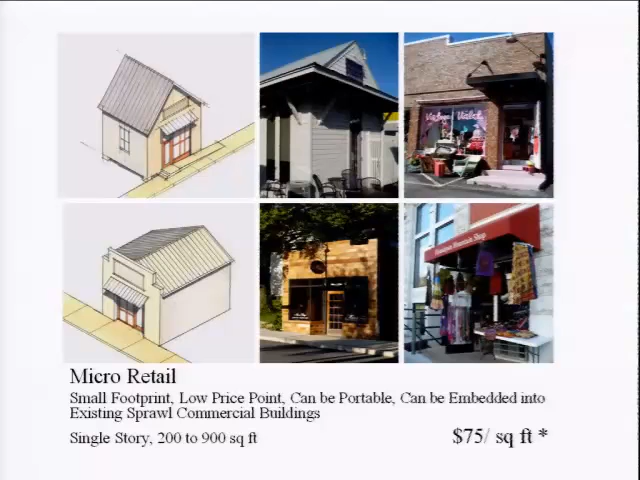 Micro Retail
Small Footprint, Low Price Point, Can be Portable, Can be Embedded into
Existing Sprawl Commercial Buildings
Single Story, 200 to 900 sq ft
$75/ sq ft *